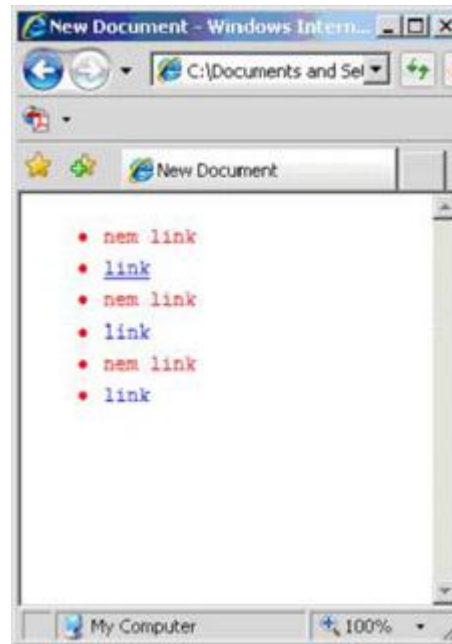 New Document - Windows Intern...
C:\Documents and Set
New Document
nem link
link
nem link
link
nem link
link
My Computer
100%